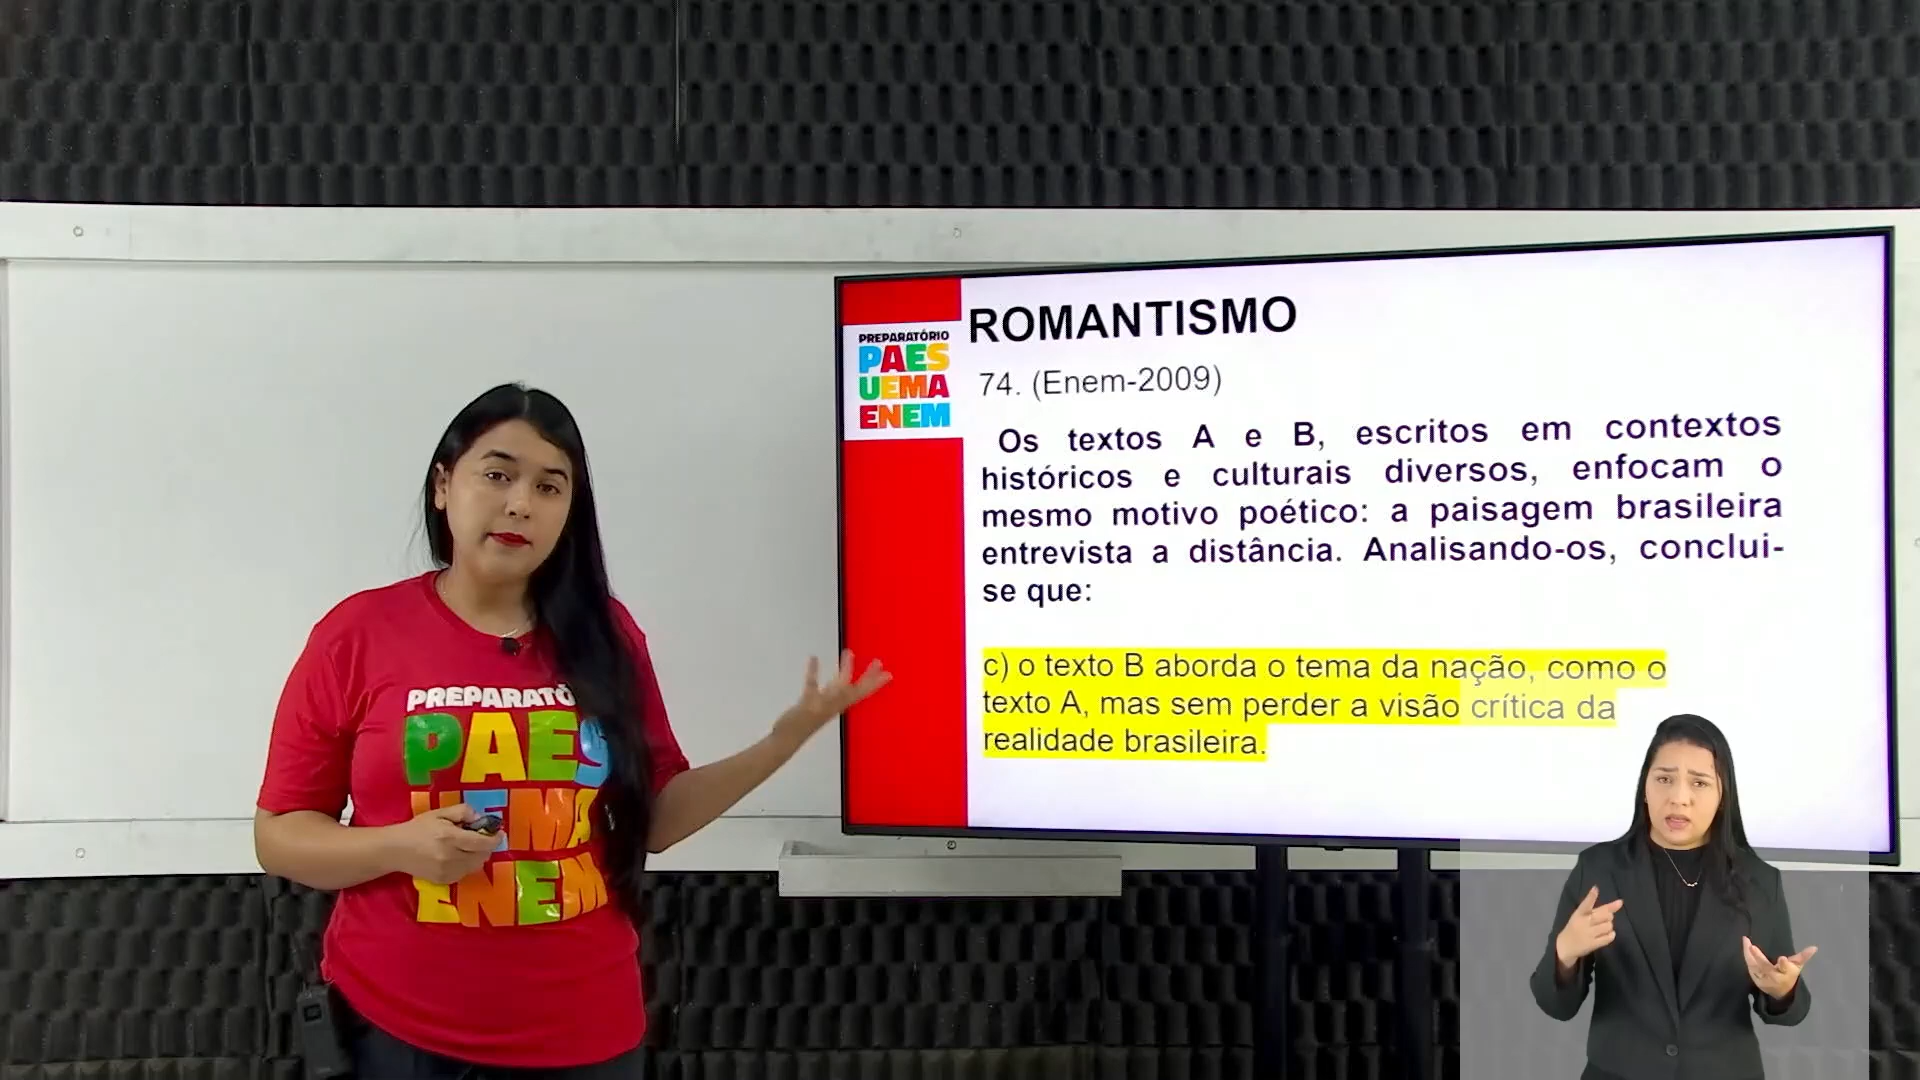 ROMANTISMO
PREPARATÓRIO
PAES
UEMA
ENEM
74. (Enem-2009)
Os textos A e B, escritos em contextos
históricos e culturais diversos, enfocam o
mesmo motivo poético: a paisagem brasileira
entrevista a distância. Analisando-os, conclui-
se que:
c) o texto B aborda o tema da nação, como o
texto A, mas sem perder a visão crítica da
realidade brasileira.
PREPARATÓ
PAES
UEMA
ENEM